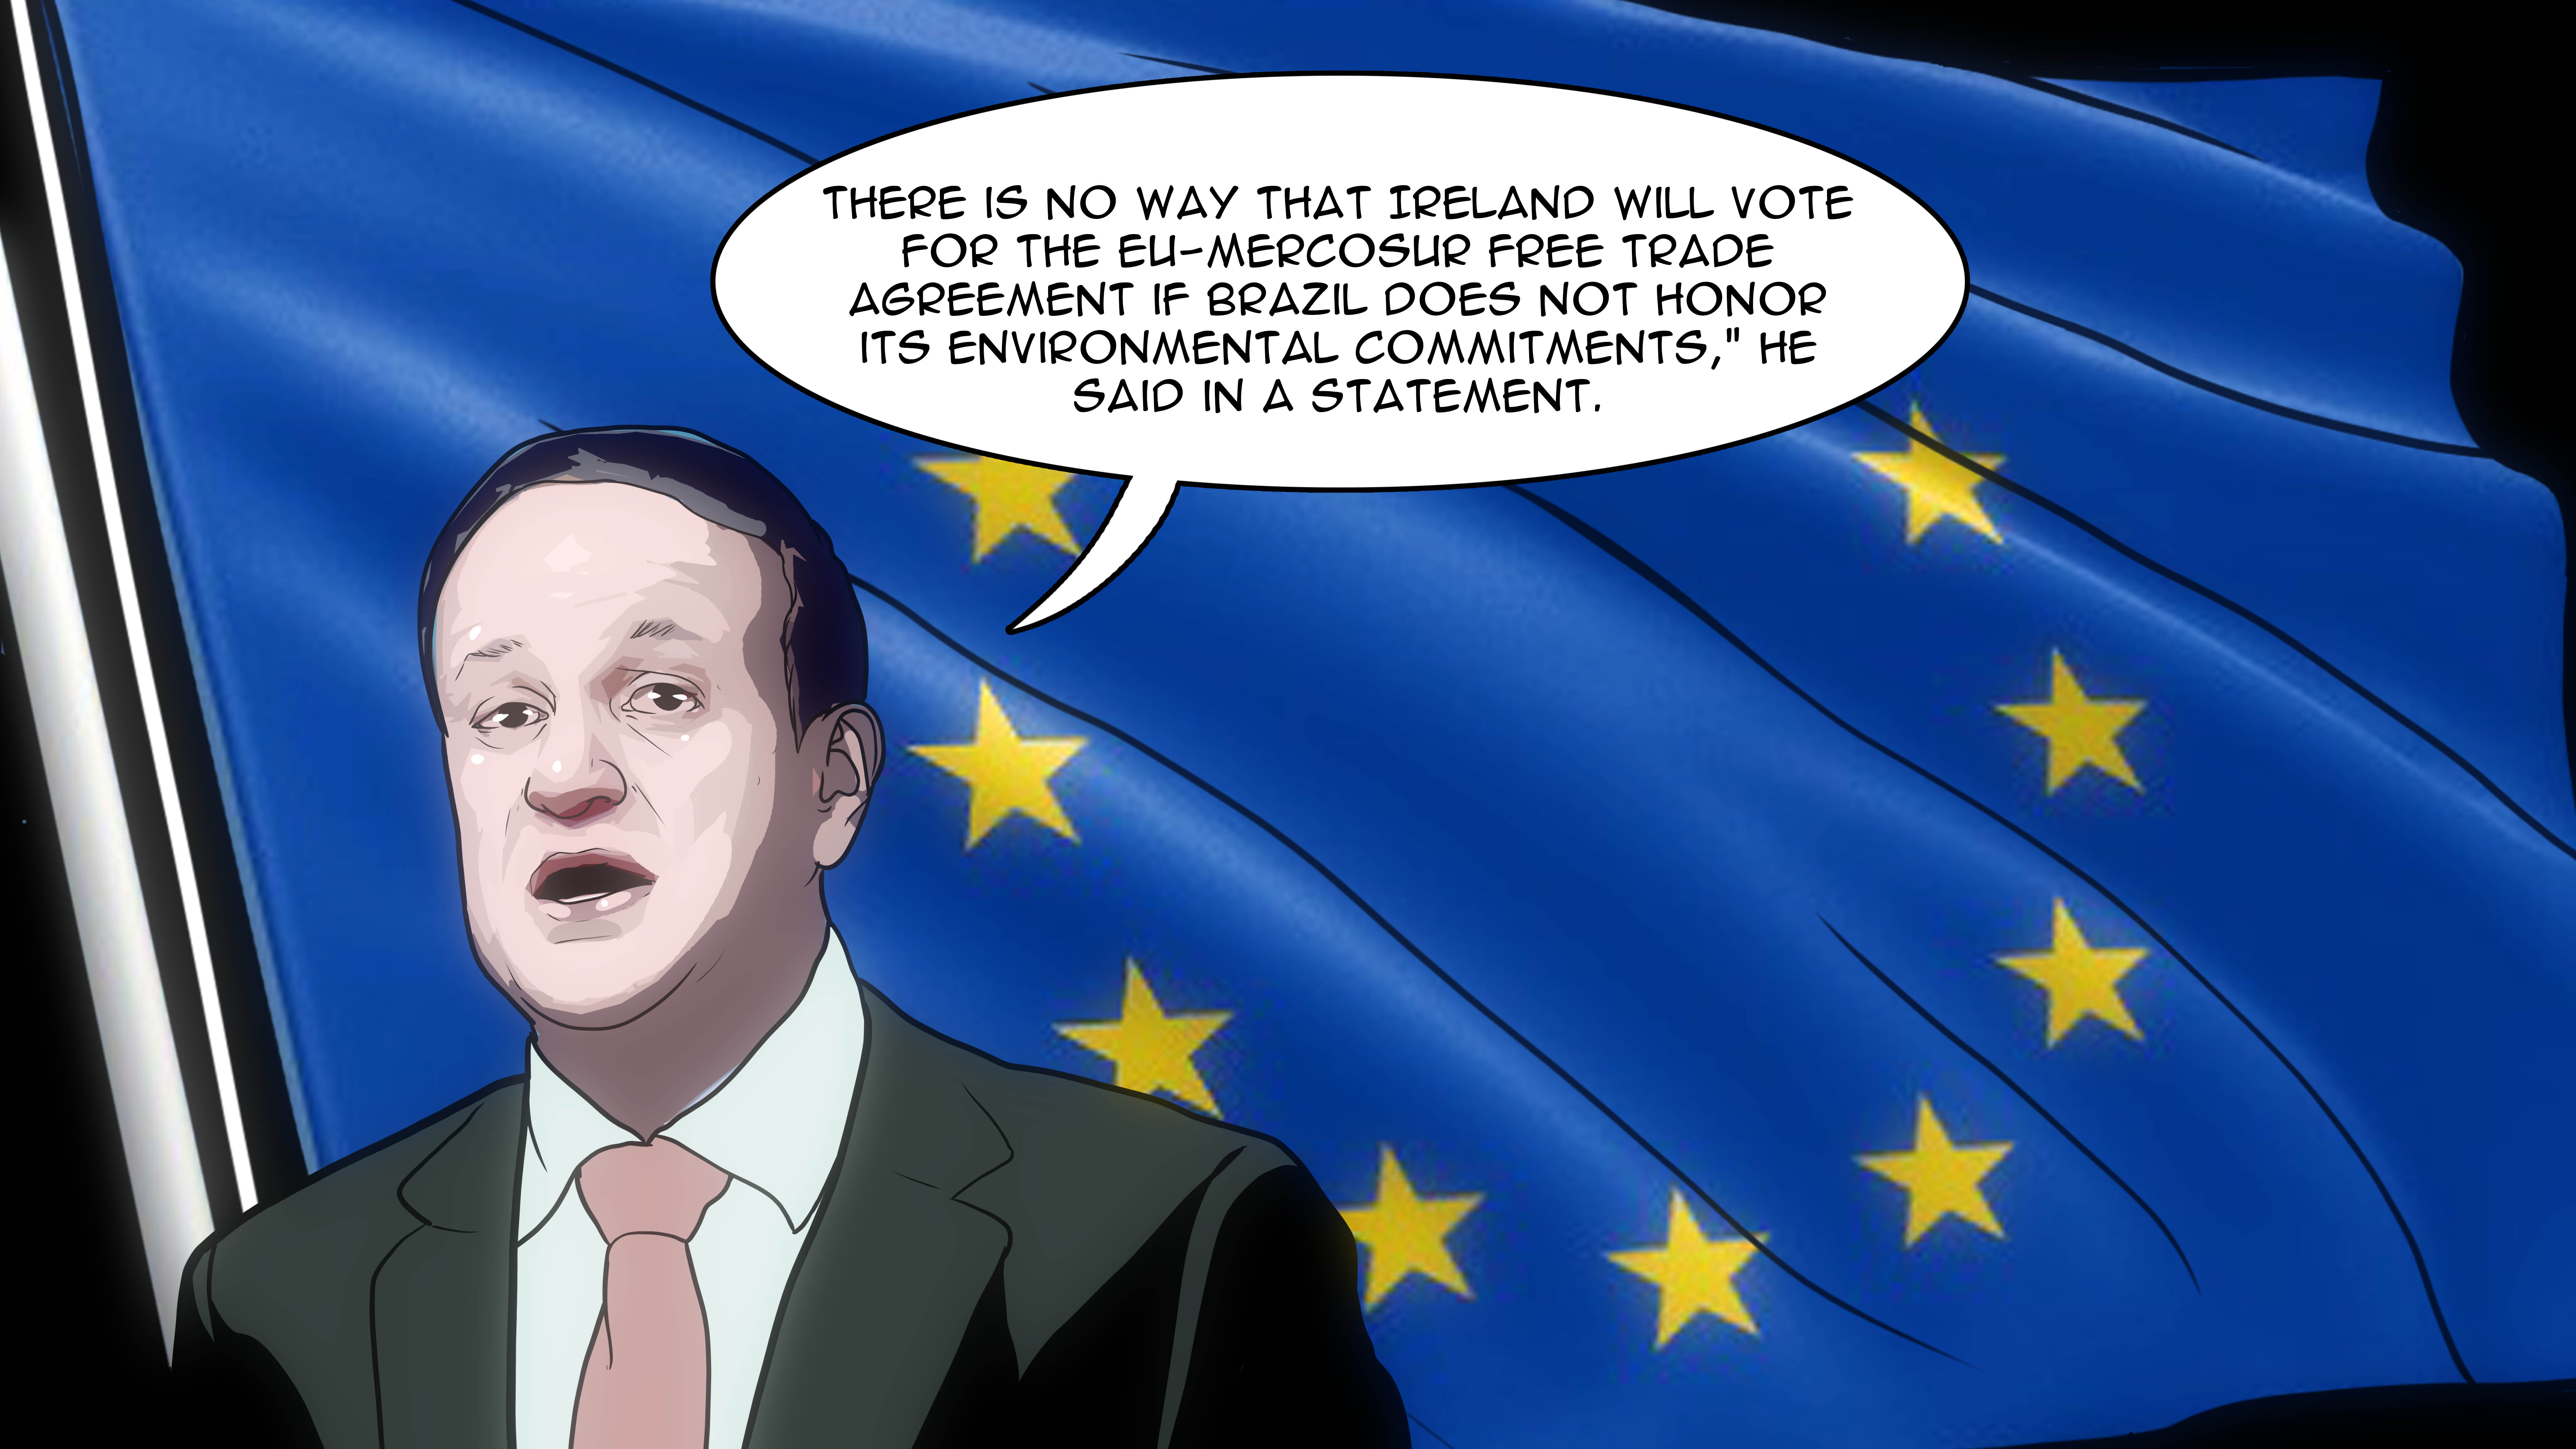 THERE IS NO WAY THAT IRELAND WILL VOTE
FOR THE EU-MERCOSUR FREE TRADE
AGREEMENT IF BRAZIL DOES NOT HONOR
ITS ENVIRONMENTAL COMMITMENTS," HE
SAID IN A STATEMENT.